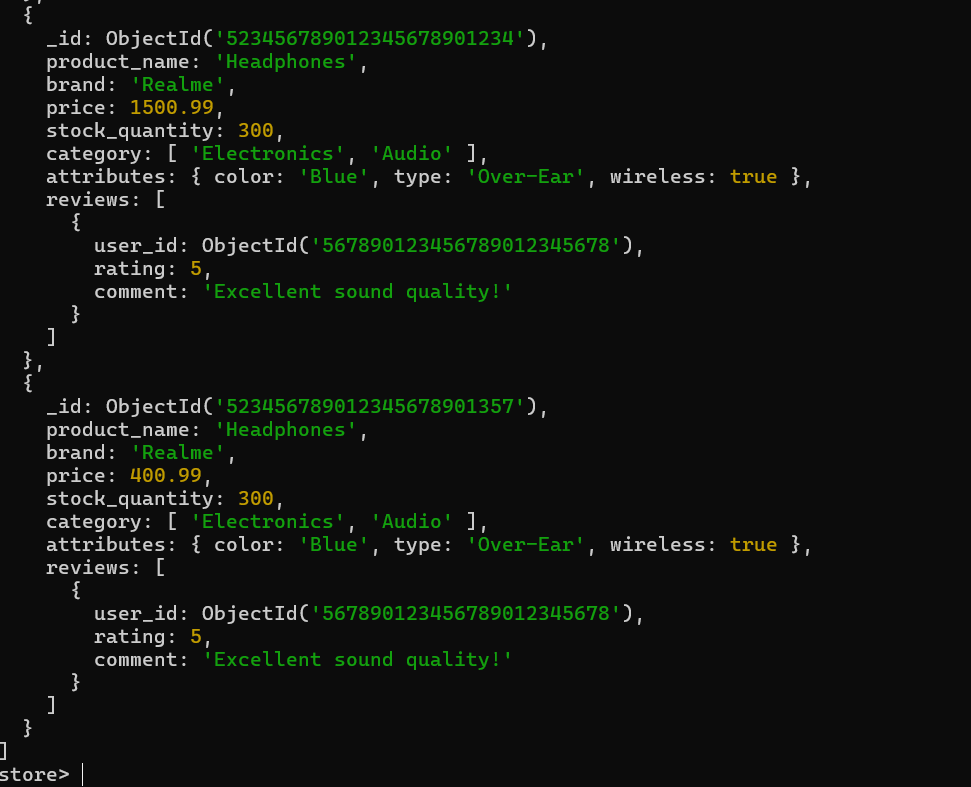 },
{
_id: ObjectId('523456789012345678901234'),
product_name: 'Headphones',
brand: 'Realme',
price: 1500.99,
stock_quantity: 300,
category: [ 'Electronics', 'Audio' ],
attributes: { color: 'Blue', type: 'Over-Ear', wireless: true },
reviews: [
{
user_id: ObjectId('567890123456789012345678'),
rating: 5,
comment: 'Excellent sound quality!'
}
]
},
{
_id: ObjectId('523456789012345678901357'),
product_name: 'Headphones',
brand: 'Realme',
price: 400.99,
stock_quantity: 300,
category: [ 'Electronics', 'Audio' ],
attributes: { color: 'Blue', type: 'Over-Ear', wireless: true },
reviews: [
{
user_id: ObjectId('567890123456789012345678'),
rating: 5,
comment: 'Excellent sound quality!'
}
]
}
]
store>